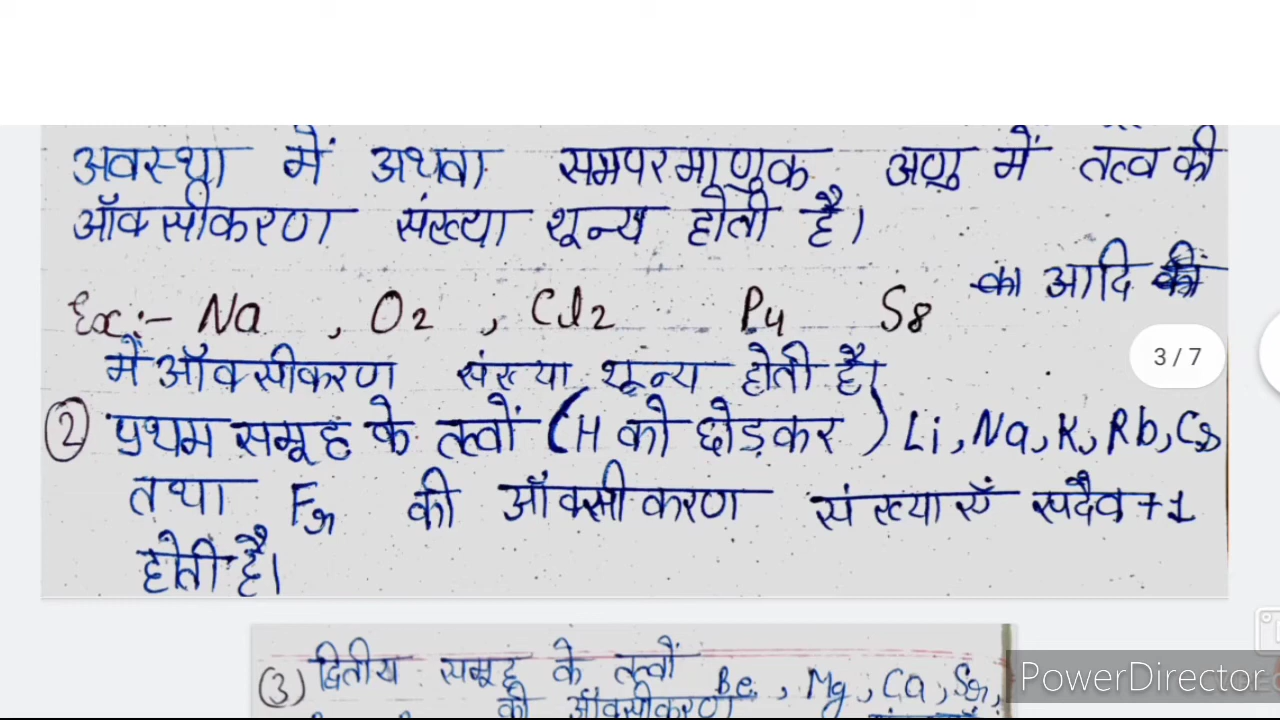 अवस्था में अथवा समपरमाणुक अणु में तत्व की
ऑक्सीकरण संख्या शून्य होती है।
का आदि की
Ex:- Na , O2 , Cl2 P4 S8
में ऑक्सीकरण संख्या शून्य होती है।
3 / 7
② प्रथम समूह के तत्वों (H को छोड़कर) Li, Na, K, Rb, Cs
तथा Fr की ऑक्सीकरण संख्याएँ सदैव +1
होती है।
(3) द्वितीय समूह के तत्वों Be, Mg, Ca, Sr,
की ऑक्सीकरण
PowerDirector